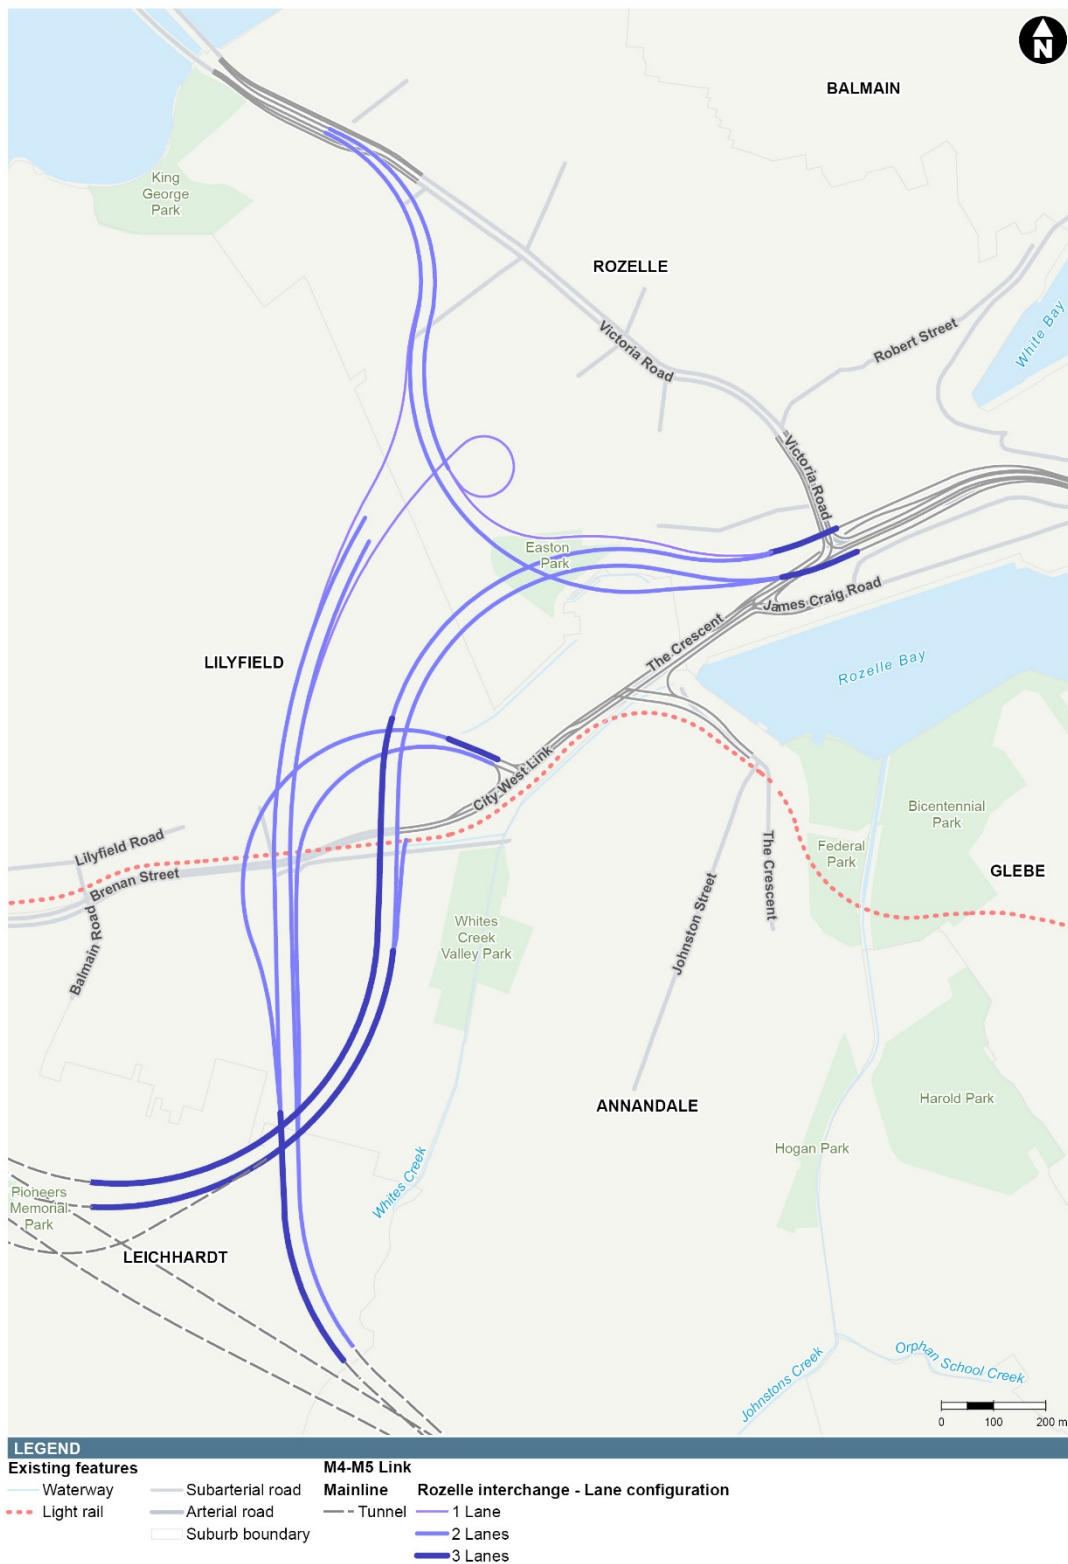 N
BALMAIN
King
George
Park
ROZELLE
White Bay
Robert Street
Victoria Road
Victoria Road
Easton
Park
James Craig Road
The Crescent
LILYFIELD
Rozelle Bay
City West Link
Bicentennial
Park
Lilyfield Road
Federal
Park
The Crescent
GLEBE
Brenan Street
Whites
Creek
Valley Park
Johnston Street
Balmain Road
ANNANDALE
Harold Park
Hogan Park
Whites Creek
Pioneers
Memorial
Park
LEICHHARDT
Orphan School Creek
Johnstons Creek
0 100 200 m
LEGEND
Existing features
Waterway
Light rail
Subarterial road
Arterial road
Suburb boundary
M4-M5 Link
Mainline
Tunnel
Rozelle interchange - Lane configuration
1 Lane
2 Lanes
3 Lanes